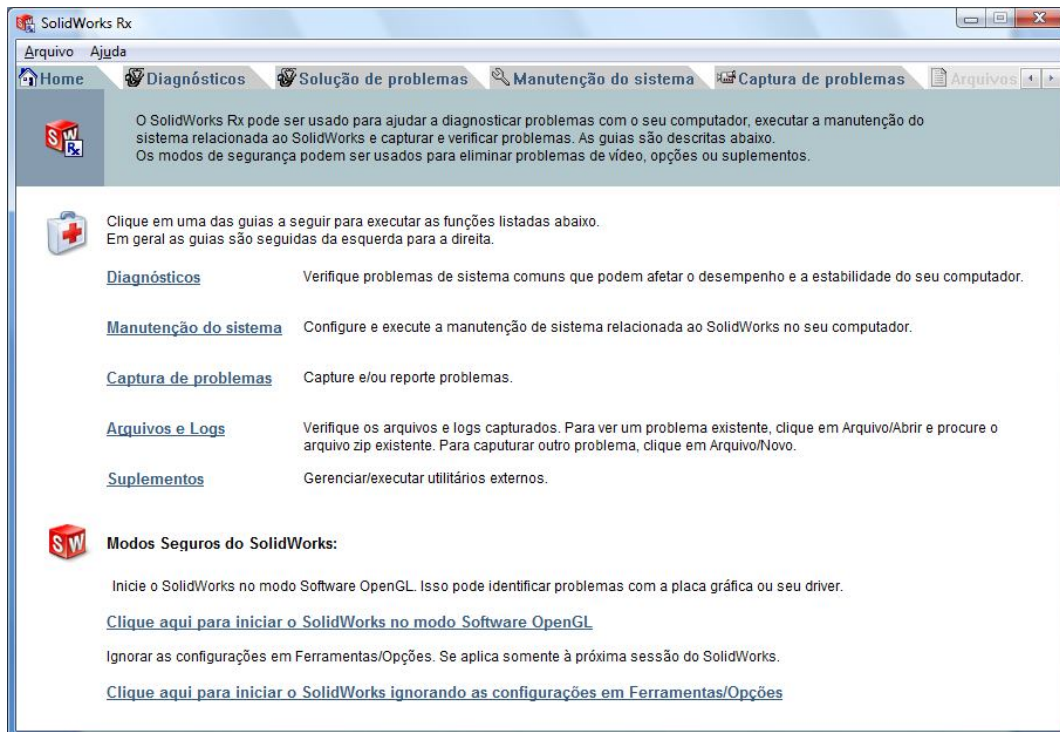 SolidWorks Rx
Arquivo Ajuda
Home Diagnósticos Solução de problemas Manutenção do sistema Captura de problemas Arquivos
SW Rx
O SolidWorks Rx pode ser usado para ajudar a diagnosticar problemas com o seu computador, executar a manutenção do
sistema relacionada ao SolidWorks e capturar e verificar problemas. As guias são descritas abaixo.
Os modos de segurança podem ser usados para eliminar problemas de vídeo, opções ou suplementos.
Clique em uma das guias a seguir para executar as funções listadas abaixo.
Em geral as guias são seguidas da esquerda para a direita.
Diagnósticos Verifique problemas de sistema comuns que podem afetar o desempenho e a estabilidade do seu computador.
Manutenção do sistema Configure e execute a manutenção de sistema relacionada ao SolidWorks no seu computador.
Captura de problemas Capture e/ou reporte problemas.
Arquivos e Logs Verifique os arquivos e logs capturados. Para ver um problema existente, clique em Arquivo/Abrir e procure o
arquivo zip existente. Para caputurar outro problema, clique em Arquivo/Novo.
Suplementos Gerenciar/executar utilitários externos.
SW
Modos Seguros do SolidWorks:
Inicie o SolidWorks no modo Software OpenGL. Isso pode identificar problemas com a placa gráfica ou seu driver.
Clique aqui para iniciar o SolidWorks no modo Software OpenGL
Ignorar as configurações em Ferramentas/Opções. Se aplica somente à próxima sessão do SolidWorks.
Clique aqui para iniciar o SolidWorks ignorando as configurações em Ferramentas/Opções